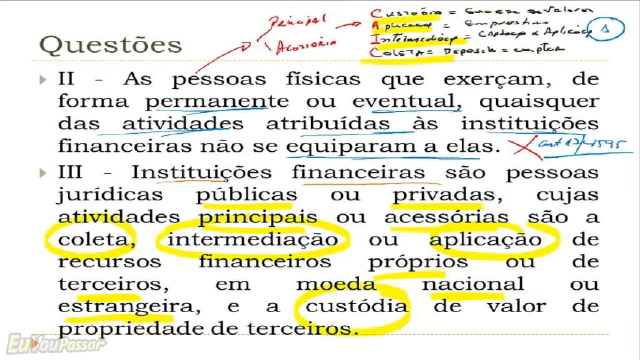 Principal
Acessória
Custódia = Guarda de valores
Aplicação = Empréstimo
Intermediação = Captação e Aplicação
Coleta = Depósito = captar
1
Questões
II - As pessoas físicas que exerçam, de
forma permanente ou eventual, quaisquer
das atividades atribuídas às instituições
financeiras não se equiparam a elas.
art 17/4595
III - Instituições financeiras são pessoas
jurídicas públicas ou privadas, cujas
atividades principais ou acessórias são a
coleta, intermediação ou aplicação de
recursos financeiros próprios ou de
terceiros, em moeda nacional ou
estrangeira, e a custódia de valor de
propriedade de terceiros.
EuVouPassar